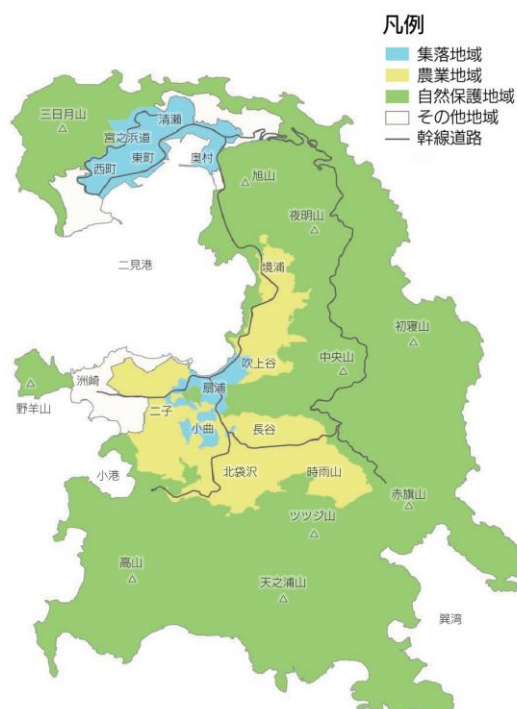 凡例
集落地域
農業地域
自然保護地域
その他地域
幹線道路
三日月山
清瀬
宮之浜道
東町
奥村
西町
旭山
夜明山
二見港
境浦
初寝山
吹上谷
中央山
洲崎
扇浦
野羊山
二子
小曲
長谷
小港
北袋沢
時雨山
赤旗山
ツツジ山
高山
天之浦山
巽湾